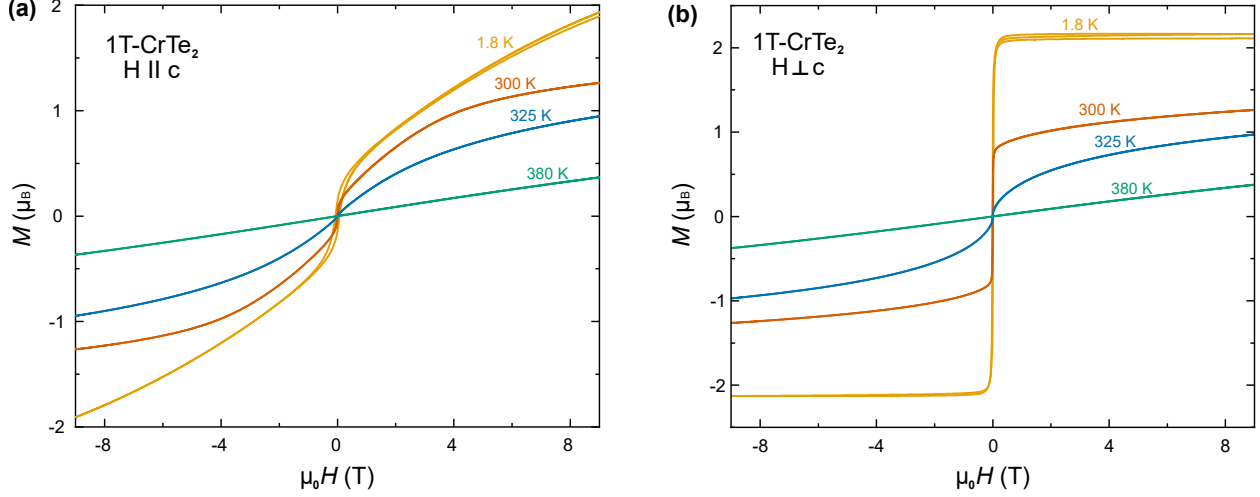 (a)
1T-CrTe₂
H || c
1.8 K
300 K
325 K
380 K
2
1
0
-1
-2
M (μB)
-8
-4
0
4
8
μ₀H (T)
(b)
1T-CrTe₂
H⊥c
1.8 K
300 K
325 K
380 K
2
1
0
-1
-2
M (μB)
-8
-4
0
4
8
μ₀H (T)